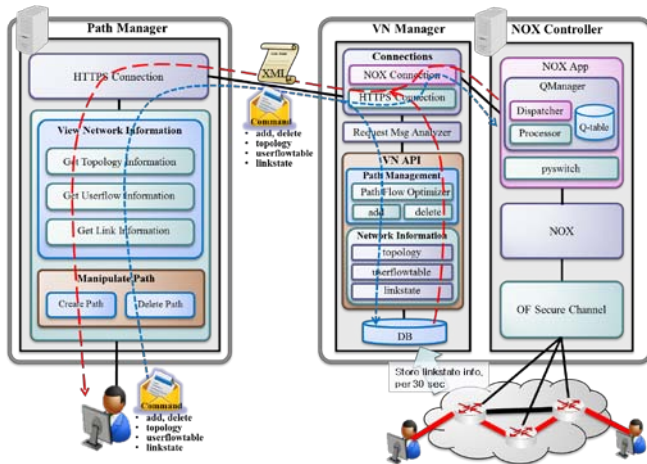 Path Manager
HTTPS Connection
View Network Information
Get Topology Information
Get Userflow Information
Get Link Information
Manipulate Path
Create Path
Delete Path
Command
• add, delete
• topology
• userflowtable
• linkstate
XML
Command
• add, delete
• topology
• userflowtable
• linkstate
VN Manager
Connections
NOX Connection
HTTPS Connection
Request Msg Analyzer
VN API
Path Management
Path Flow Optimizer
add
delete
Network Information
topology
userflowtable
linkstate
DB
Store linkstate info,
per 30 sec
NOX Controller
NOX App
QManager
Dispatcher
Processor
Q-table
pyswitch
NOX
OF Secure Channel